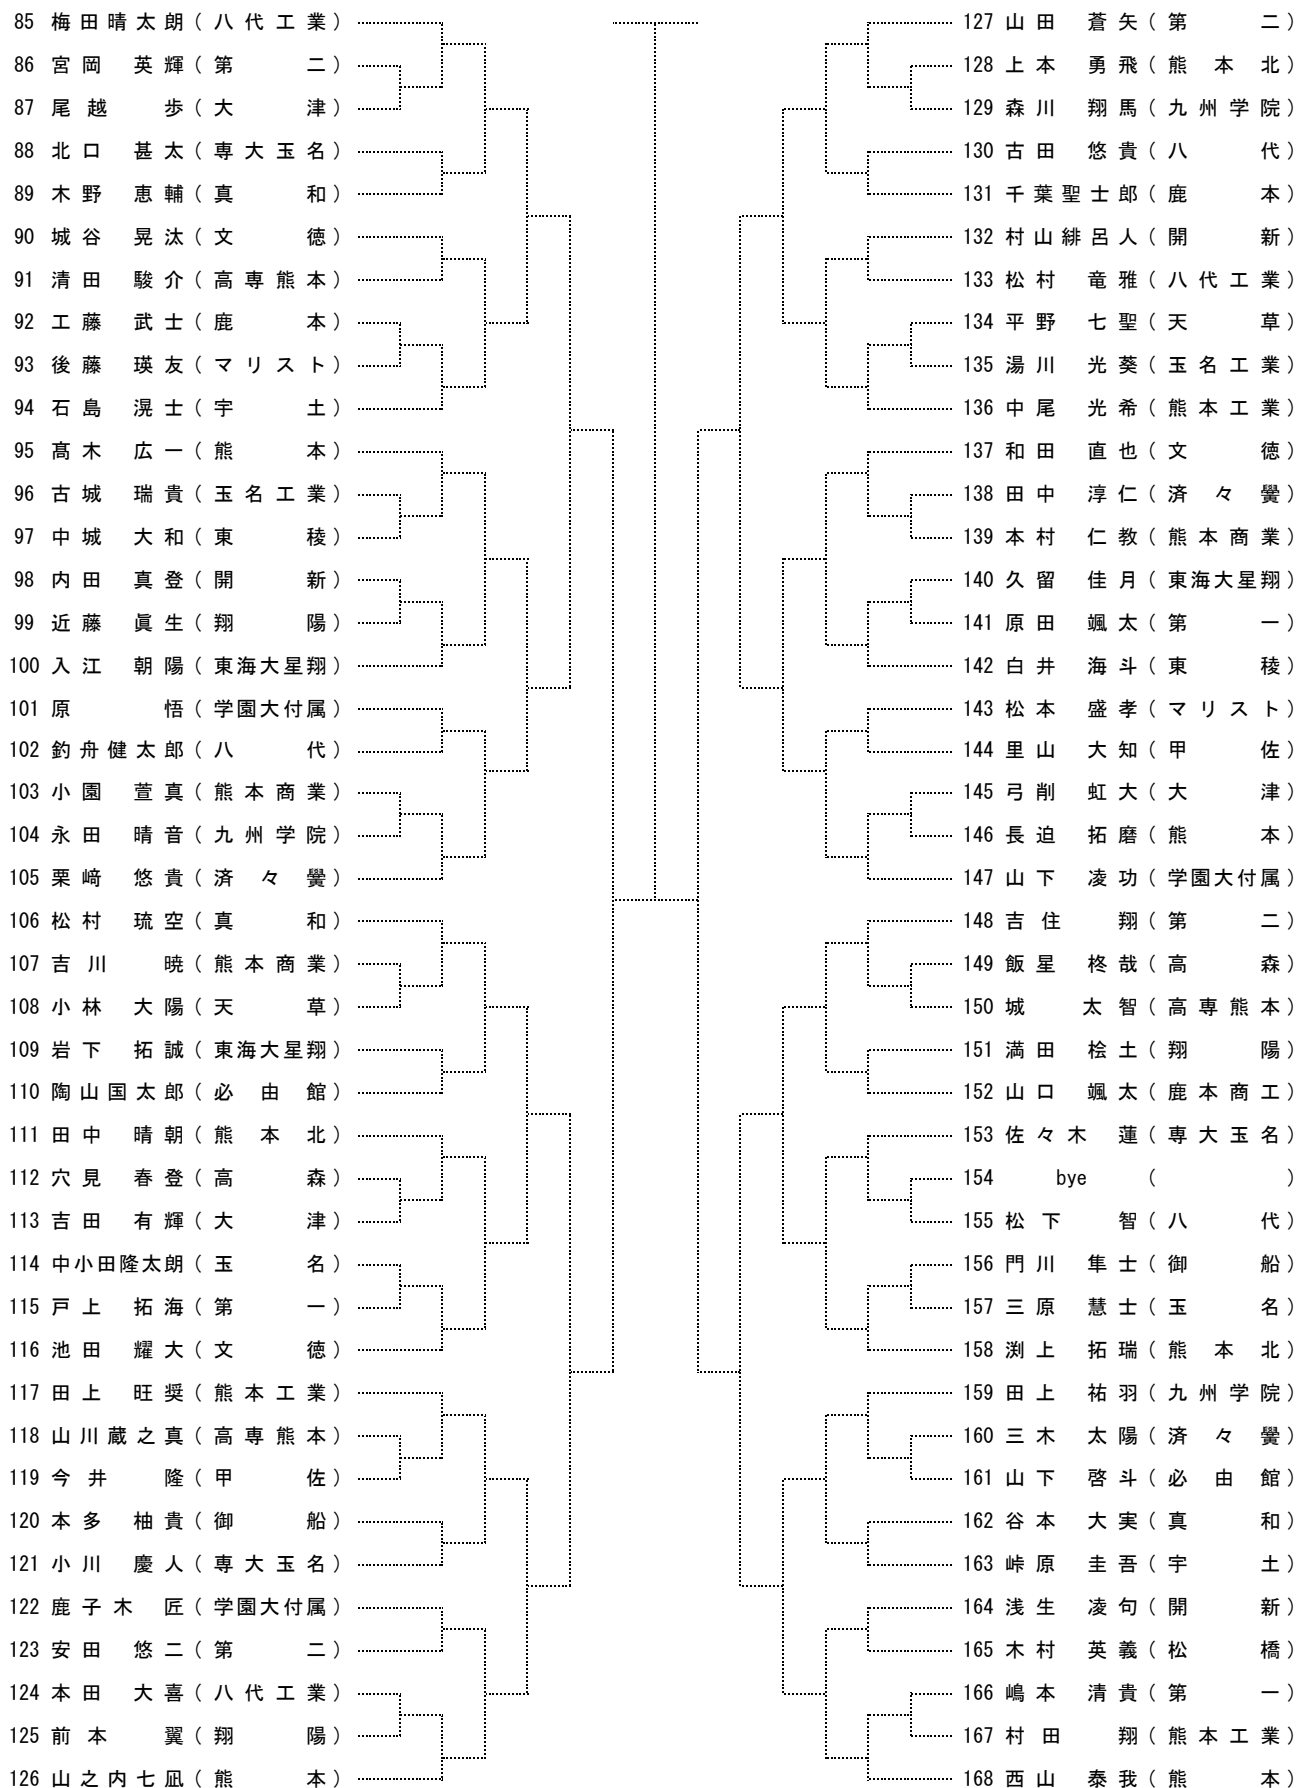 85 梅田晴太朗(八代工業)
86 宮岡 英輝(第二)
87 尾越 歩(大津)
88 北口 甚太(専大玉名)
89 木野 恵輔(真和)
90 城谷 晃汰(文徳)
91 清田 駿介(高専熊本)
92 工藤 武士(鹿本)
93 後藤 瑛友(マリスト)
94 石島 滉士(宇土)
95 髙木 広一(熊本)
96 古城 瑞貴(玉名工業)
97 中城 大和(東稜)
98 内田 真登(開新)
99 近藤 眞生(翔陽)
100 入江 朝陽(東海大星翔)
101 原 悟(学園大付属)
102 釣舟健太郎(八代)
103 小園 萱真(熊本商業)
104 永田 晴音(九州学院)
105 栗﨑 悠貴(済々黌)
106 松村 琉空(真和)
107 吉川 暁(熊本商業)
108 小林 大陽(天草)
109 岩下 拓誠(東海大星翔)
110 陶山国太郎(必由館)
111 田中 晴朝(熊本北)
112 穴見 春登(高森)
113 吉田 有輝(大津)
114 中小田隆太朗(玉名)
115 戸上 拓海(第一)
116 池田 耀大(文徳)
117 田上 旺奨(熊本工業)
118 山川蔵之真(高専熊本)
119 今井 隆(甲佐)
120 本多 柚貴(御船)
121 小川 慶人(専大玉名)
122 鹿子木 匠(学園大付属)
123 安田 悠二(第二)
124 本田 大喜(八代工業)
125 前本 翼(翔陽)
126 山之内七凪(熊本)
127 山田 蒼矢(第二)
128 上本 勇飛(熊本北)
129 森川 翔馬(九州学院)
130 古田 悠貴(八代)
131 千葉聖士郎(鹿本)
132 村山緋呂人(開新)
133 松村 竜雅(八代工業)
134 平野 七聖(天草)
135 湯川 光葵(玉名工業)
136 中尾 光希(熊本工業)
137 和田 直也(文徳)
138 田中 淳仁(済々黌)
139 本村 仁教(熊本商業)
140 久留 佳月(東海大星翔)
141 原田 颯太(第一)
142 白井 海斗(東稜)
143 松本 盛孝(マリスト)
144 里山 大知(甲佐)
145 弓削 虹大(大津)
146 長迫 拓磨(熊本)
147 山下 凌功(学園大付属)
148 吉住 翔(第二)
149 飯星 柊哉(高森)
150 城 太智(高専熊本)
151 満田 桧土(翔陽)
152 山口 颯太(鹿本商工)
153 佐々木 蓮(専大玉名)
154 bye ( )
155 松下 智(八代)
156 門川 隼士(御船)
157 三原 慧士(玉名)
158 渕上 拓瑞(熊本北)
159 田上 祐羽(九州学院)
160 三木 太陽(済々黌)
161 山下 啓斗(必由館)
162 谷本 大実(真和)
163 峠原 圭吾(宇土)
164 浅生 凌句(開新)
165 木村 英義(松橋)
166 嶋本 清貴(第一)
167 村田 翔(熊本工業)
168 西山 泰我(熊本)